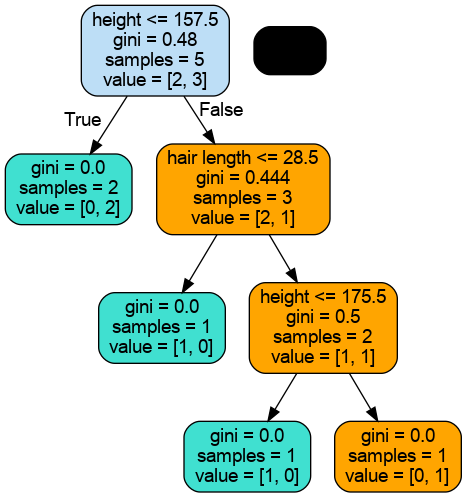 height <= 157.5
gini = 0.48
samples = 5
value = [2, 3]
True
False
gini = 0.0
samples = 2
value = [0, 2]
hair length <= 28.5
gini = 0.444
samples = 3
value = [2, 1]
gini = 0.0
samples = 1
value = [1, 0]
height <= 175.5
gini = 0.5
samples = 2
value = [1, 1]
gini = 0.0
samples = 1
value = [1, 0]
gini = 0.0
samples = 1
value = [0, 1]